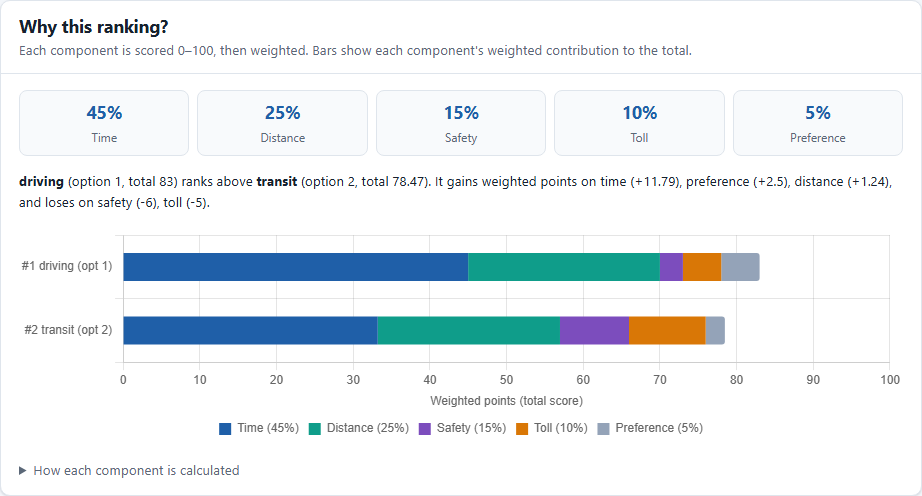 Why this ranking?
Each component is scored 0–100, then weighted. Bars show each component's weighted contribution to the total.
45%
Time
25%
Distance
15%
Safety
10%
Toll
5%
Preference
driving (option 1, total 83) ranks above transit (option 2, total 78.47). It gains weighted points on time (+11.79), preference (+2.5), distance (+1.24),
and loses on safety (-6), toll (-5).
#1 driving (opt 1)
#2 transit (opt 2)
0 10 20 30 40 50 60 70 80 90 100
Weighted points (total score)
Time (45%) Distance (25%) Safety (15%) Toll (10%) Preference (5%)
How each component is calculated